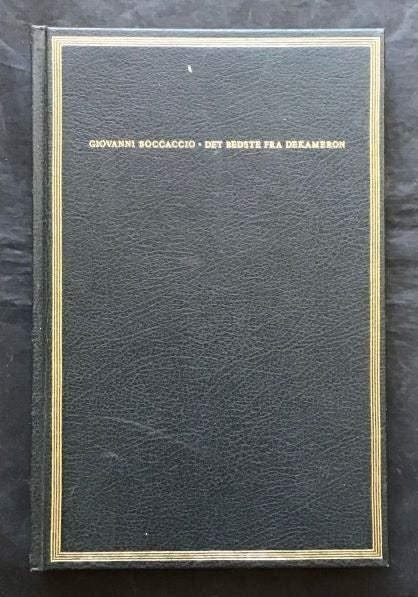 GIOVANNI BOCCACCIO · DET BEDSTE FRA DEKAMERON